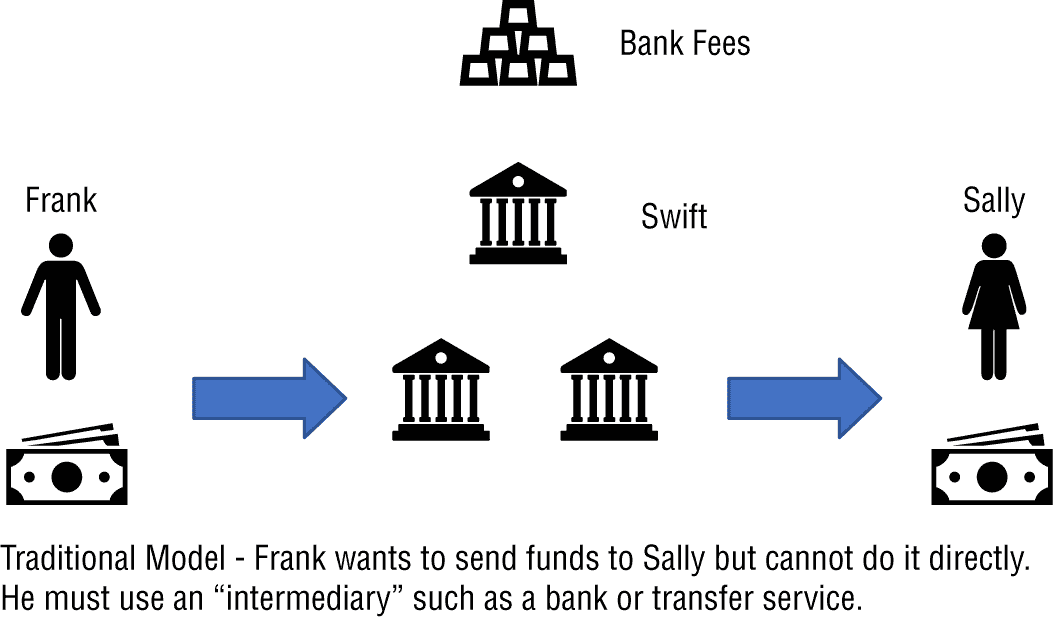 Bank Fees
Frank
Swift
Sally
Traditional Model - Frank wants to send funds to Sally but cannot do it directly.
He must use an “intermediary” such as a bank or transfer service.